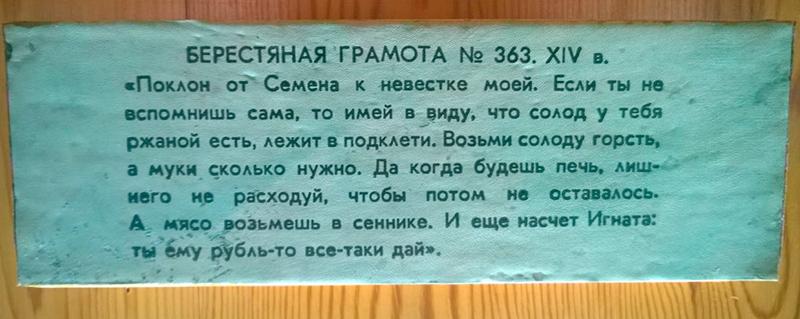 БЕРЕСТЯНАЯ ГРАМОТА № 363. XIV в.
«Поклон от Семена к невестке моей. Если ты не
вспомнишь сама, то имей в виду, что солод у тебя
ржаной есть, лежит в подклети. Возьми солоду горсть,
а муки сколько нужно. Да когда будешь печь, лиш-
него не расходуй, чтобы потом не оставалось.
А мясо возьмешь в сеннике. И еще насчет Игната:
ты ему рубль-то все-таки дай».